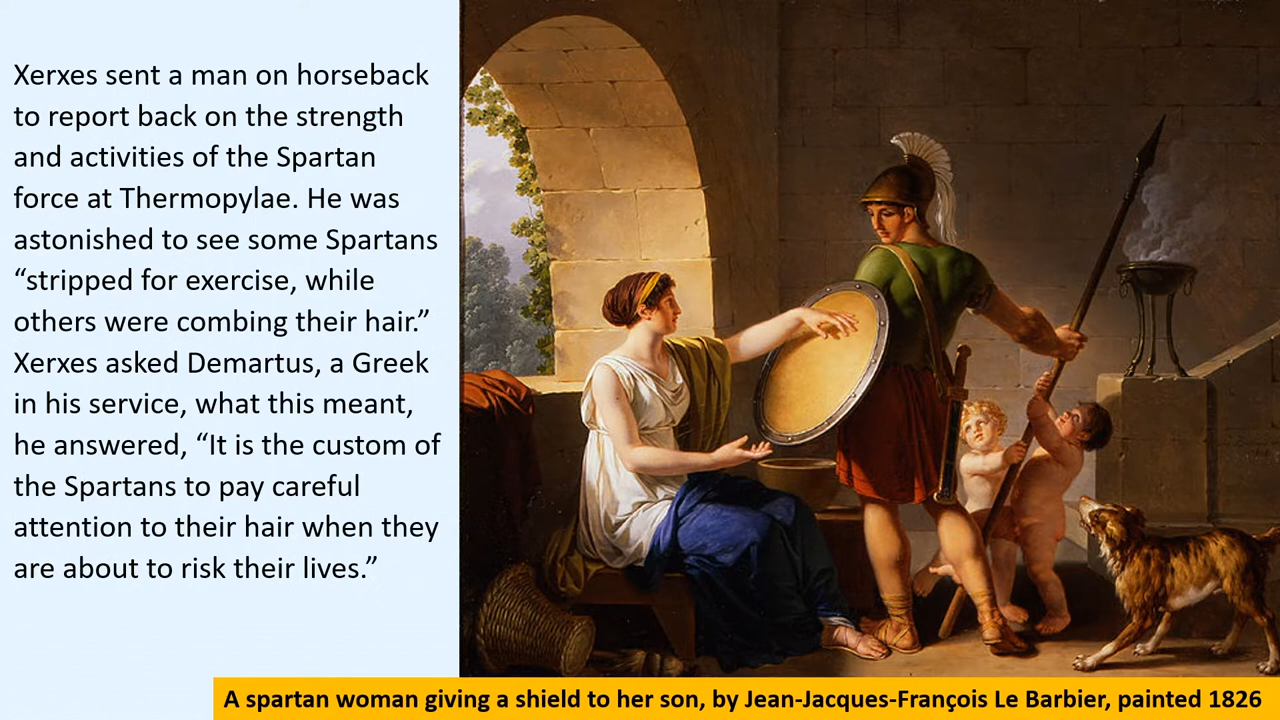 Xerxes sent a man on horseback
to report back on the strength
and activities of the Spartan
force at Thermopylae. He was
astonished to see some Spartans
“stripped for exercise, while
others were combing their hair.”
Xerxes asked Demartus, a Greek
in his service, what this meant,
he answered, “It is the custom of
the Spartans to pay careful
attention to their hair when they
are about to risk their lives.”
A spartan woman giving a shield to her son, by Jean-Jacques-François Le Barbier, painted 1826